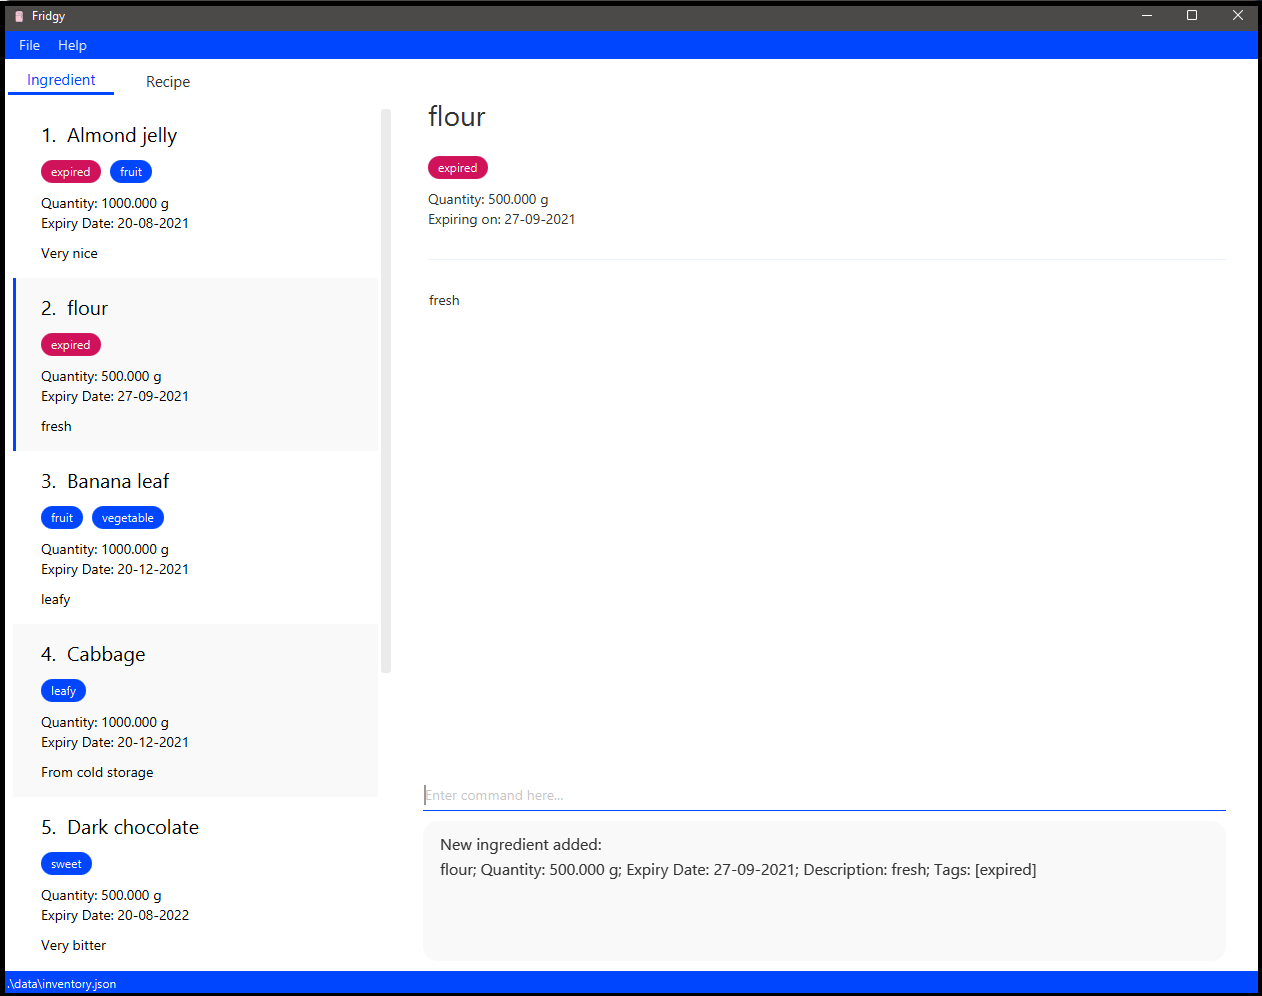 Fridgy
File Help
Ingredient Recipe
1. Almond jelly
expired fruit
Quantity: 1000.000 g
Expiry Date: 20-08-2021
Very nice
2. flour
expired
Quantity: 500.000 g
Expiry Date: 27-09-2021
fresh
3. Banana leaf
fruit vegetable
Quantity: 1000.000 g
Expiry Date: 20-12-2021
leafy
4. Cabbage
leafy
Quantity: 1000.000 g
Expiry Date: 20-12-2021
From cold storage
5. Dark chocolate
sweet
Quantity: 500.000 g
Expiry Date: 20-08-2022
Very bitter
flour
expired
Quantity: 500.000 g
Expiring on: 27-09-2021
fresh
Enter command here...
New ingredient added:
flour; Quantity: 500.000 g; Expiry Date: 27-09-2021; Description: fresh; Tags: [expired]
.\data\inventory.json